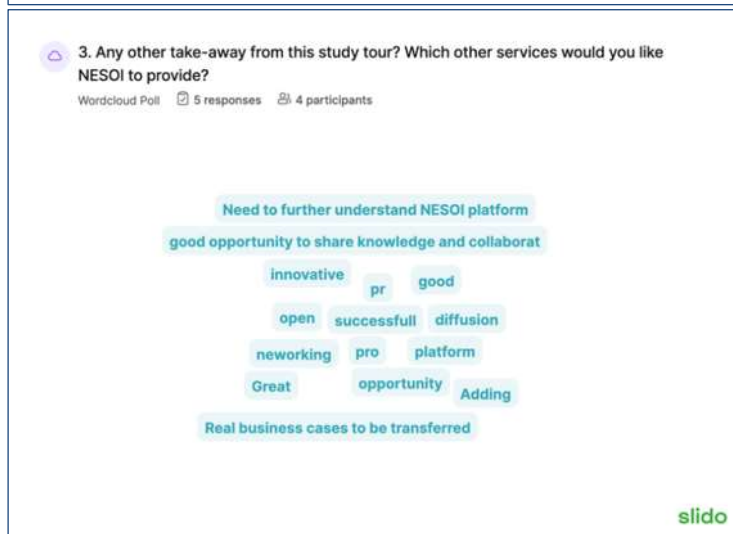 3. Any other take-away from this study tour? Which other services would you like
NESOI to provide?
Wordcloud Poll 5 responses 4 participants
Need to further understand NESOI platform
good opportunity to share knowledge and collaborat
innovative pr good
open successfull diffusion
neworking pro platform
Great opportunity Adding
Real business cases to be transferred
slido